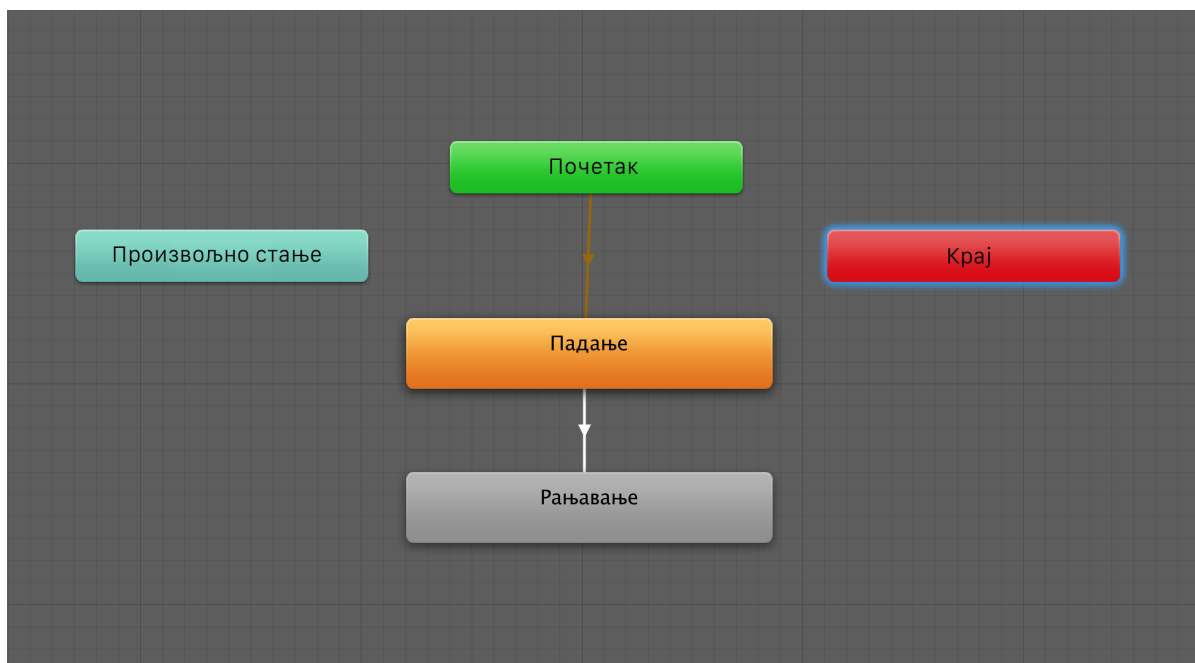 Почетак
Произвољно стање
Крај
Падање
Рањавање